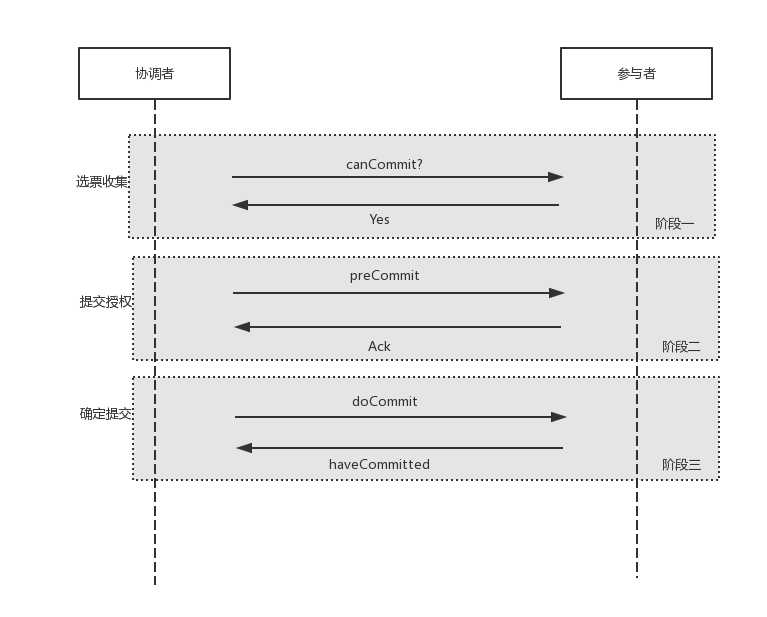 协调者
参与者
canCommit?
选票收集
Yes
阶段一
preCommit
提交授权
Ack
阶段二
doCommit
确定提交
haveCommitted
阶段三